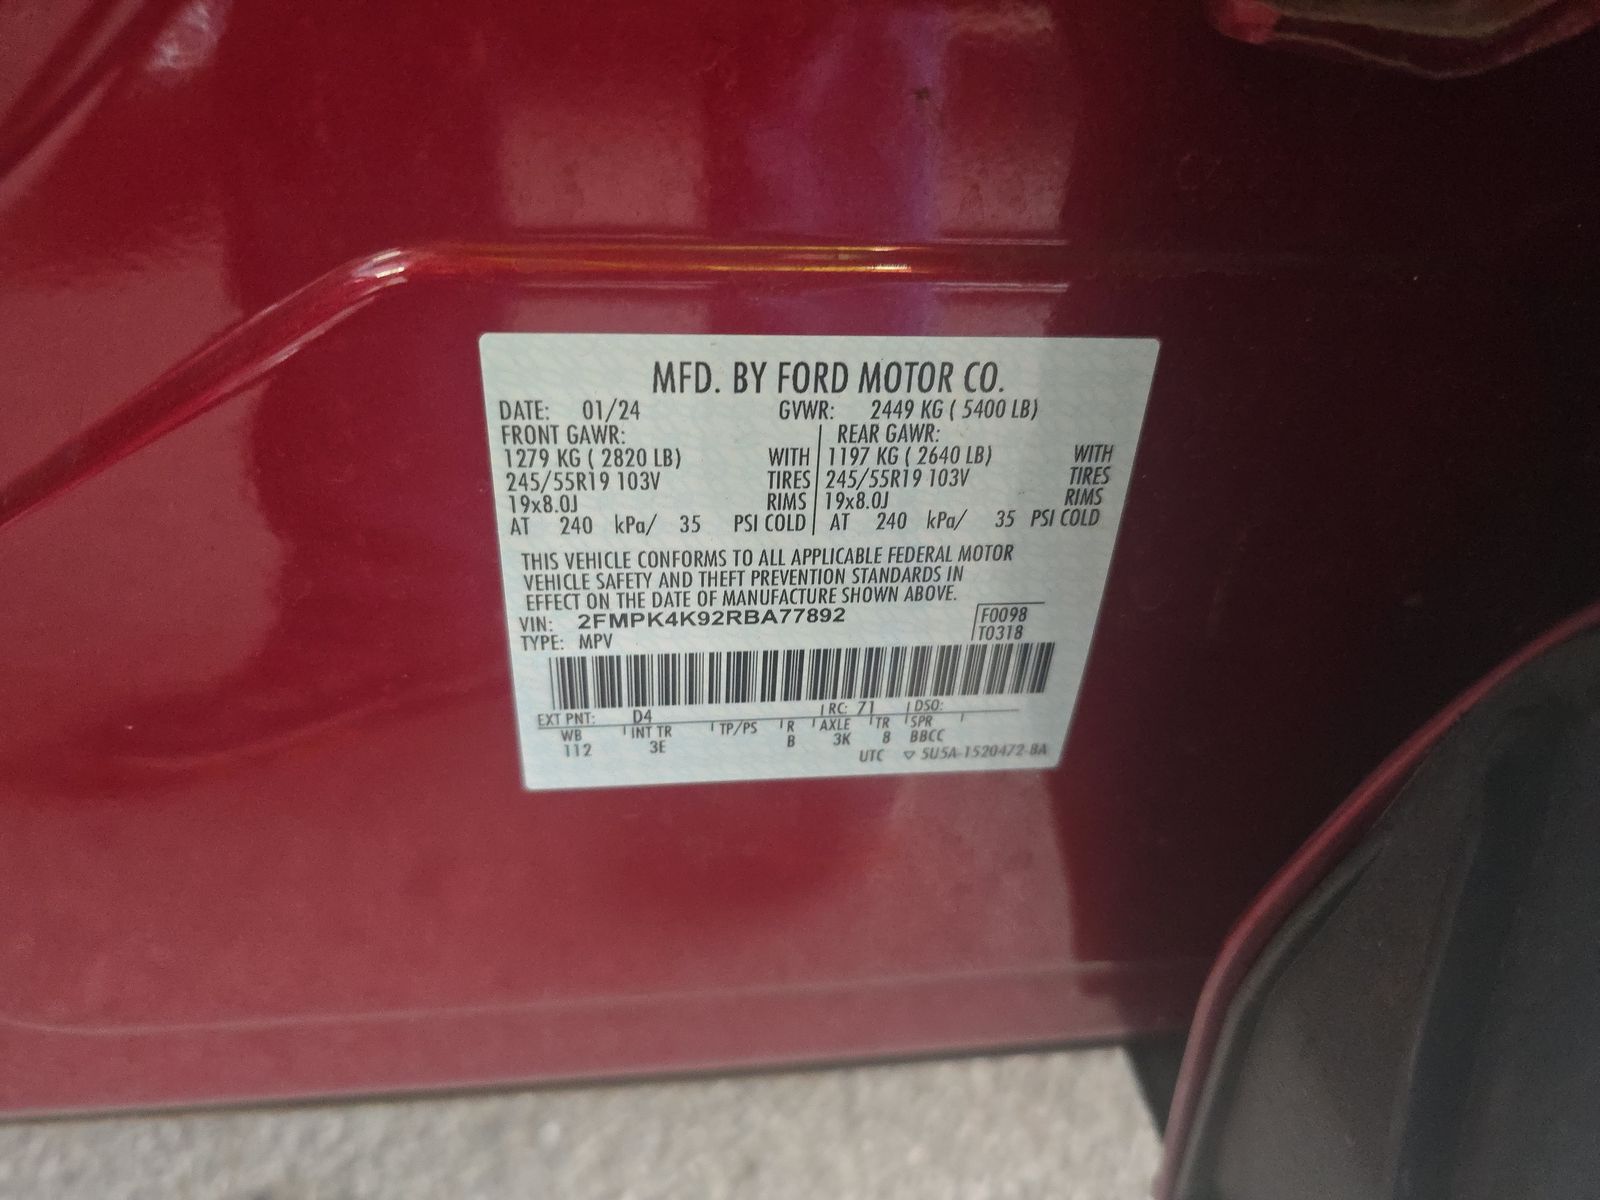 MFD. BY FORD MOTOR CO.
DATE: 01/24 GVWR: 2449 KG ( 5400 LB)
FRONT GAWR: REAR GAWR:
1279 KG ( 2820 LB) WITH 1197 KG ( 2640 LB) WITH
245/55R19 103V TIRES 245/55R19 103V TIRES
19x8.0J RIMS 19x8.0J RIMS
AT 240 kPa/ 35 PSI COLD AT 240 kPa/ 35 PSI COLD
THIS VEHICLE CONFORMS TO ALL APPLICABLE FEDERAL MOTOR
VEHICLE SAFETY AND THEFT PREVENTION STANDARDS IN
EFFECT ON THE DATE OF MANUFACTURE SHOWN ABOVE.
VIN: 2FMPK4K92RBA77892 F0098
TYPE: MPV T0318
EXT PNT: D4 RC: 71 DSO:
WB INT TR TP/PS R AXLE TR SPR
112 3E B 3K 8 BBCC
UTC ▽ 5U5A-1520472-BA